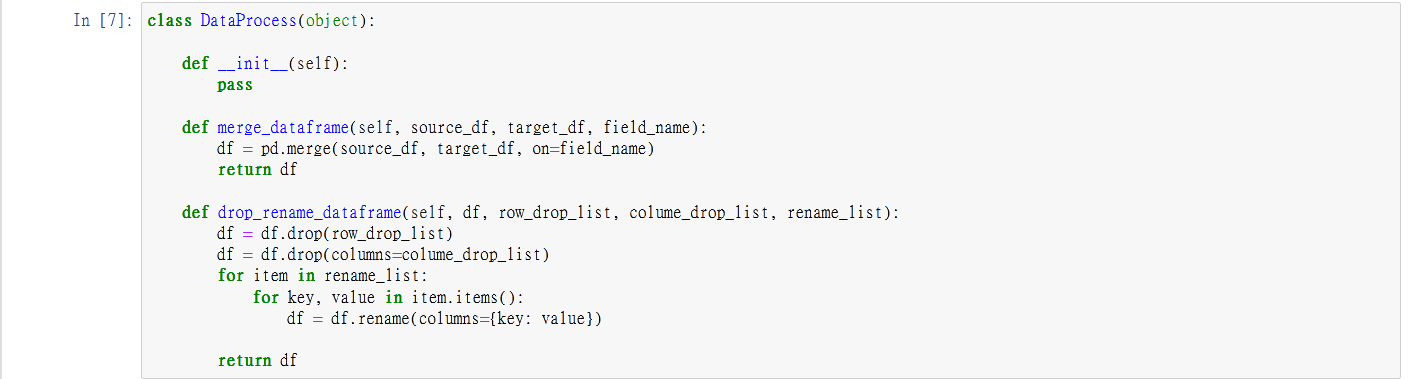 In [7]: class DataProcess(object):
def __init__(self):
pass
def merge_dataframe(self, source_df, target_df, field_name):
df = pd.merge(source_df, target_df, on=field_name)
return df
def drop_rename_dataframe(self, df, row_drop_list, colume_drop_list, rename_list):
df = df.drop(row_drop_list)
df = df.drop(columns=colume_drop_list)
for item in rename_list:
for key, value in item.items():
df = df.rename(columns={key: value})
return df